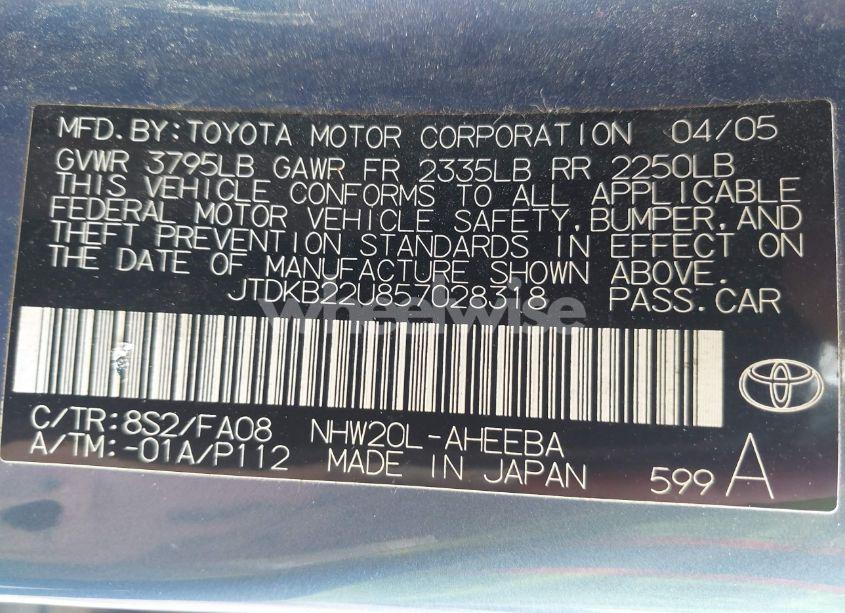 MFD.BY:TOYOTA MOTOR CORPORATION 04/05
GVWR 3795LB GAWR FR 2335LB RR 2250LB
THIS VEHICLE CONFORMS TO ALL APPLICABLE
FEDERAL MOTOR VEHICLE SAFETY,BUMPER,AND
THEFT PREVENTION STANDARDS IN EFFECT ON
THE DATE OF MANUFACTURE SHOWN ABOVE.
JTDKB22U857028318 PASS.CAR
wheelwise
C/TR:8S2/FA08 NHW20L-AHEEBA
A/TM:-01A/P112 MADE IN JAPAN 599 A